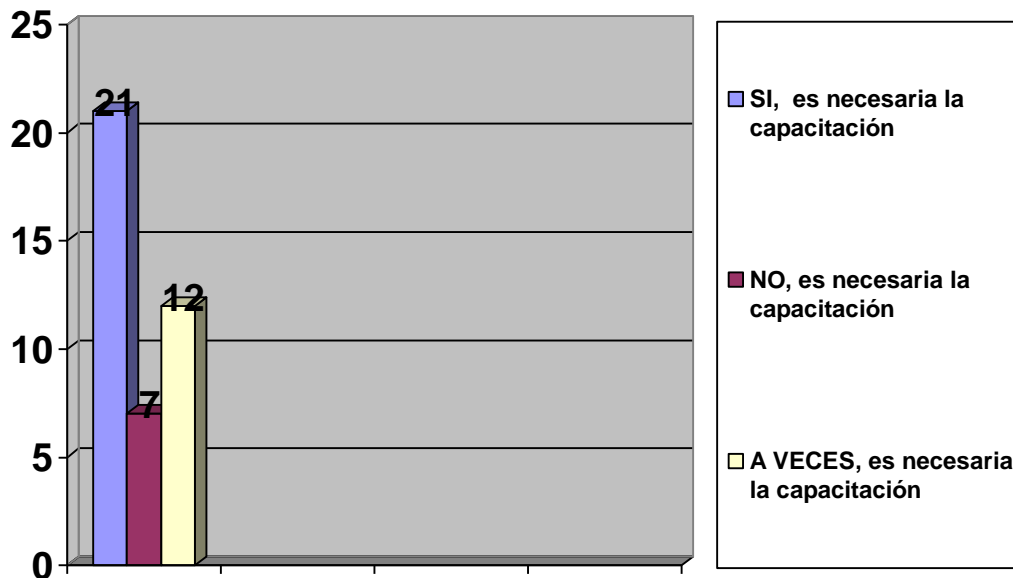 25
20
15
10
5
0
21
7
12
SI, es necesaria la
capacitación
NO, es necesaria la
capacitación
A VECES, es necesaria
la capacitación